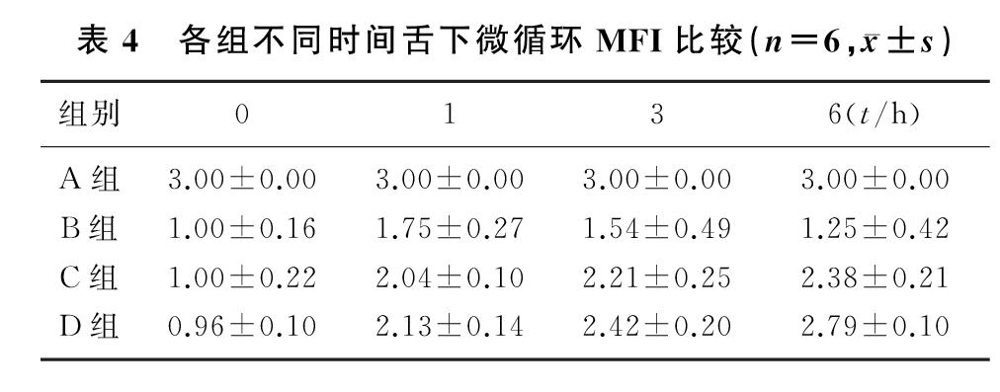 表 4 各组不同时间舌下微循环 MFI 比较(n=6,x̄±s)
组别 0 1 3 6(t/h)
A 组 3.00±0.00 3.00±0.00 3.00±0.00 3.00±0.00
B组 1.00±0.16 1.75±0.27 1.54±0.49 1.25±0.42
C 组 1.00±0.22 2.04±0.10 2.21±0.25 2.38±0.21
D组 0.96±0.10 2.13±0.14 2.42±0.20 2.79±0.10